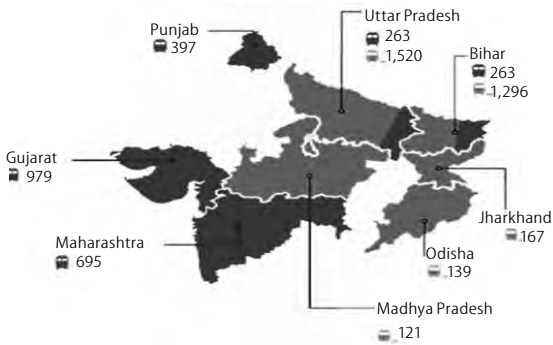 Punjab
397
Uttar Pradesh
263
1,520
Bihar
263
1,296
Gujarat
979
Maharashtra
695
Jharkhand
167
Odisha
139
Madhya Pradesh
121